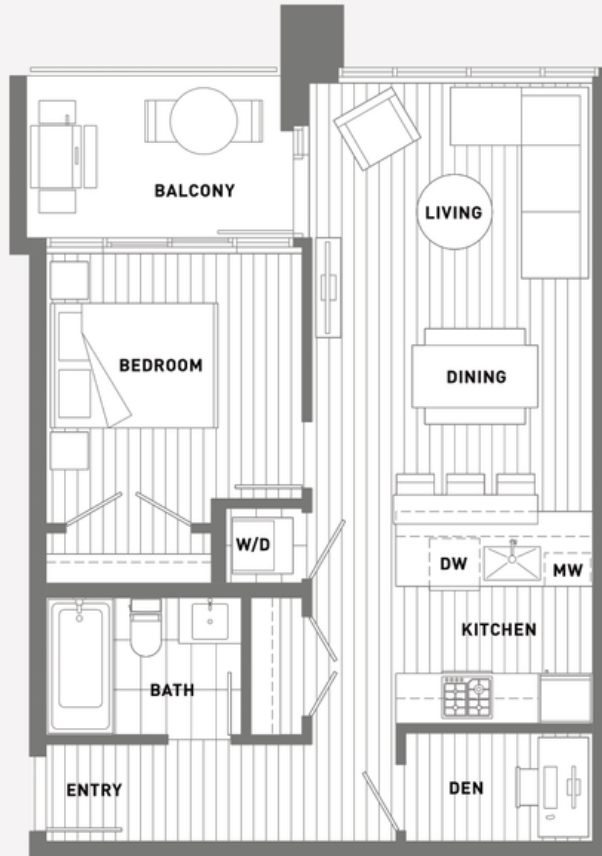 BALCONY
LIVING
BEDROOM
DINING
W/D
DW
MW
KITCHEN
BATH
ENTRY
DEN